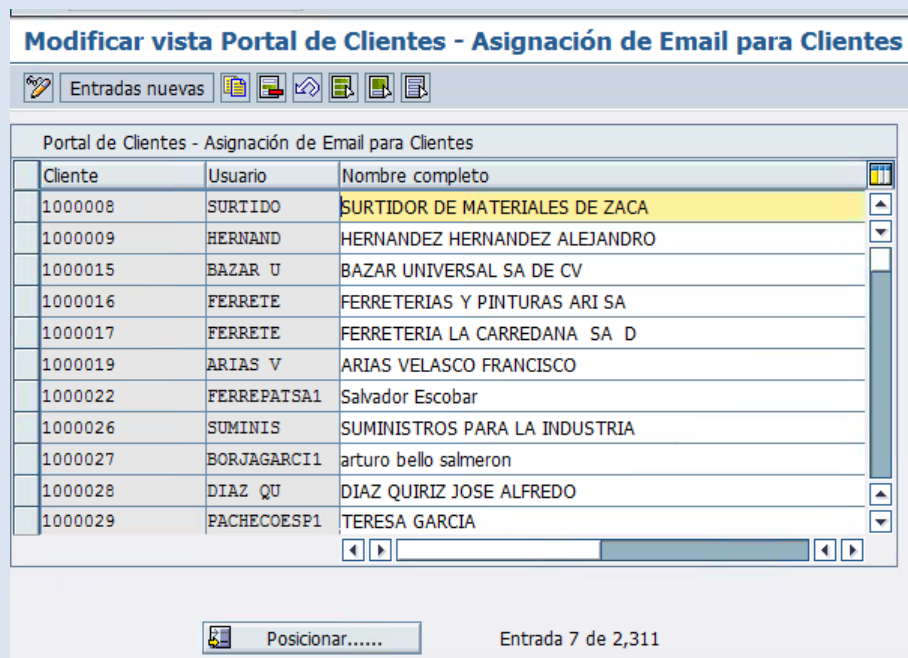 Modificar vista Portal de Clientes - Asignación de Email para Clientes
Entradas nuevas
Portal de Clientes - Asignación de Email para Clientes
Cliente Usuario Nombre completo
1000008 SURTIDO SURTIDOR DE MATERIALES DE ZACA
1000009 HERNAND HERNANDEZ HERNANDEZ ALEJANDRO
1000015 BAZAR U BAZAR UNIVERSAL SA DE CV
1000016 FERRETE FERRETERIAS Y PINTURAS ARI SA
1000017 FERRETE FERRETERIA LA CARREDANA  SA  D
1000019 ARIAS V ARIAS VELASCO FRANCISCO
1000022 FERREPATSA1 Salvador Escobar
1000026 SUMINIS SUMINISTROS PARA LA INDUSTRIA
1000027 BORJAGARCI1 arturo bello salmeron
1000028 DIAZ QU DIAZ QUIRIZ JOSE ALFREDO
1000029 PACHECOESP1 TERESA GARCIA
Posicionar...... Entrada 7 de 2,311